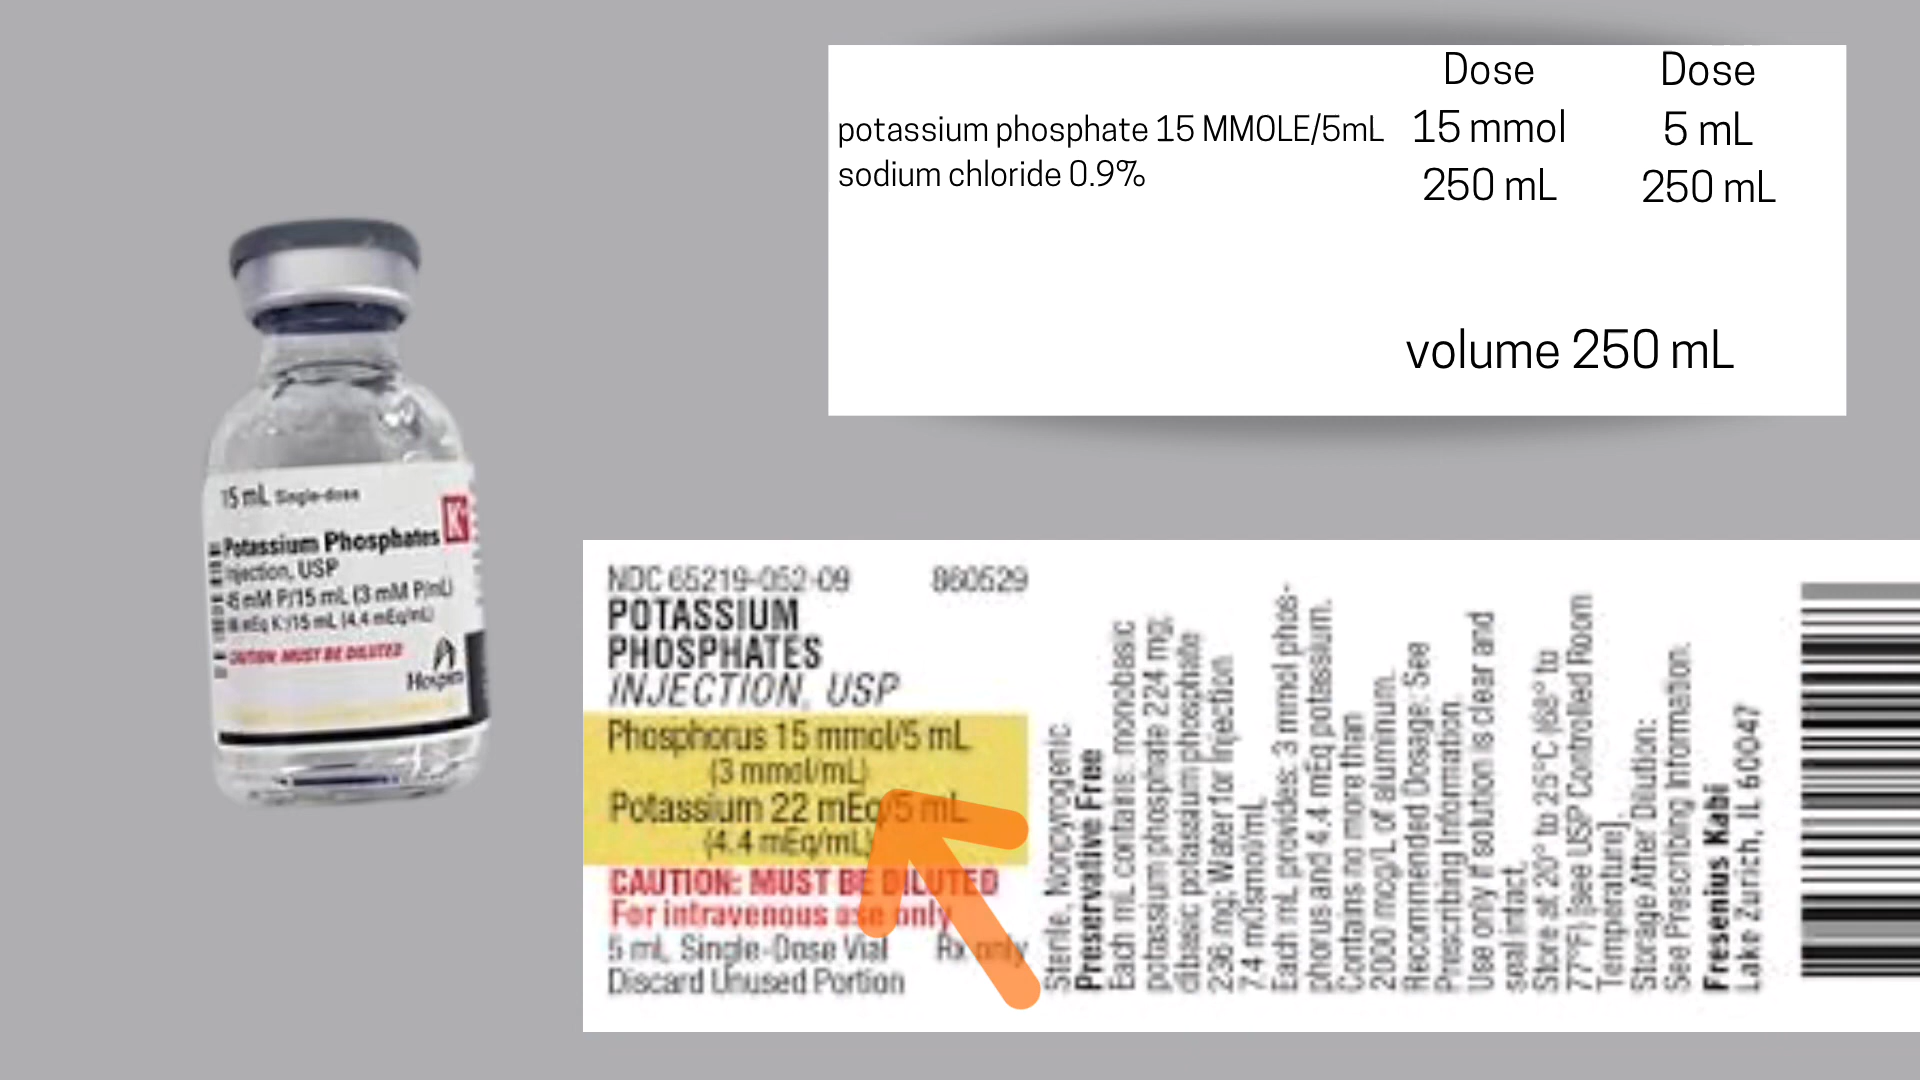 Dose Dose
potassium phosphate 15 MMOLE/5mL 15 mmol 5 mL
sodium chloride 0.9% 250 mL 250 mL
volume 250 mL
15 mL Single-dose
Potassium Phosphates K+
Injection, USP
mM P/15 mL (3 mM P/mL)
mEq K+/15 mL (4.4 mEq/mL)
CAUTION: MUST BE DILUTED
Hospira
NDC 65219-052-09 860529
POTASSIUM
PHOSPHATES
INJECTION, USP
Phosphorus 15 mmol/5 mL
(3 mmol/mL)
Potassium 22 mEq/5 mL
(4.4 mEq/mL)
CAUTION: MUST BE DILUTED
For intravenous use only
5 mL Single-Dose Vial Rx only
Discard Unused Portion
Sterile, Nonpyrogenic
Preservative Free
Each mL contains: monobasic
potassium phosphate 224 mg;
dibasic potassium phosphate
236 mg; Water for Injection.
7.4 mOsmol/mL
Each mL provides: 3 mmol phos-
phorus and 4.4 mEq potassium.
Contains no more than
2000 mcg/L of aluminum.
Recommended Dosage: See
Prescribing Information.
Use only if solution is clear and
seal intact.
Store at 20° to 25°C (68° to
77°F) [see USP Controlled Room
Temperature].
Storage After Dilution:
See Prescribing Information.
Fresenius Kabi
Lake Zurich, IL 60047